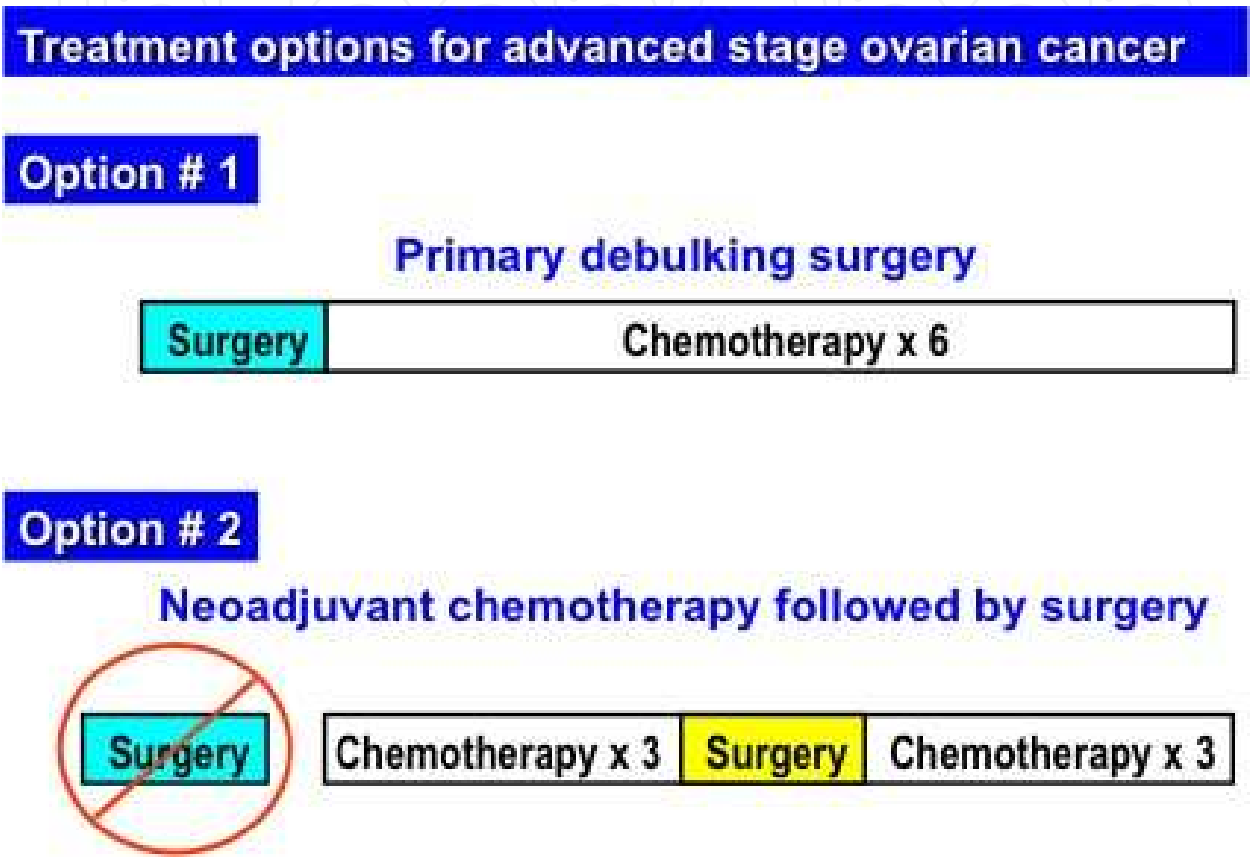 Treatment options for advanced stage ovarian cancer
Option # 1
Primary debulking surgery
Surgery Chemotherapy x 6
Option # 2
Neoadjuvant chemotherapy followed by surgery
Surgery Chemotherapy x 3 Surgery Chemotherapy x 3